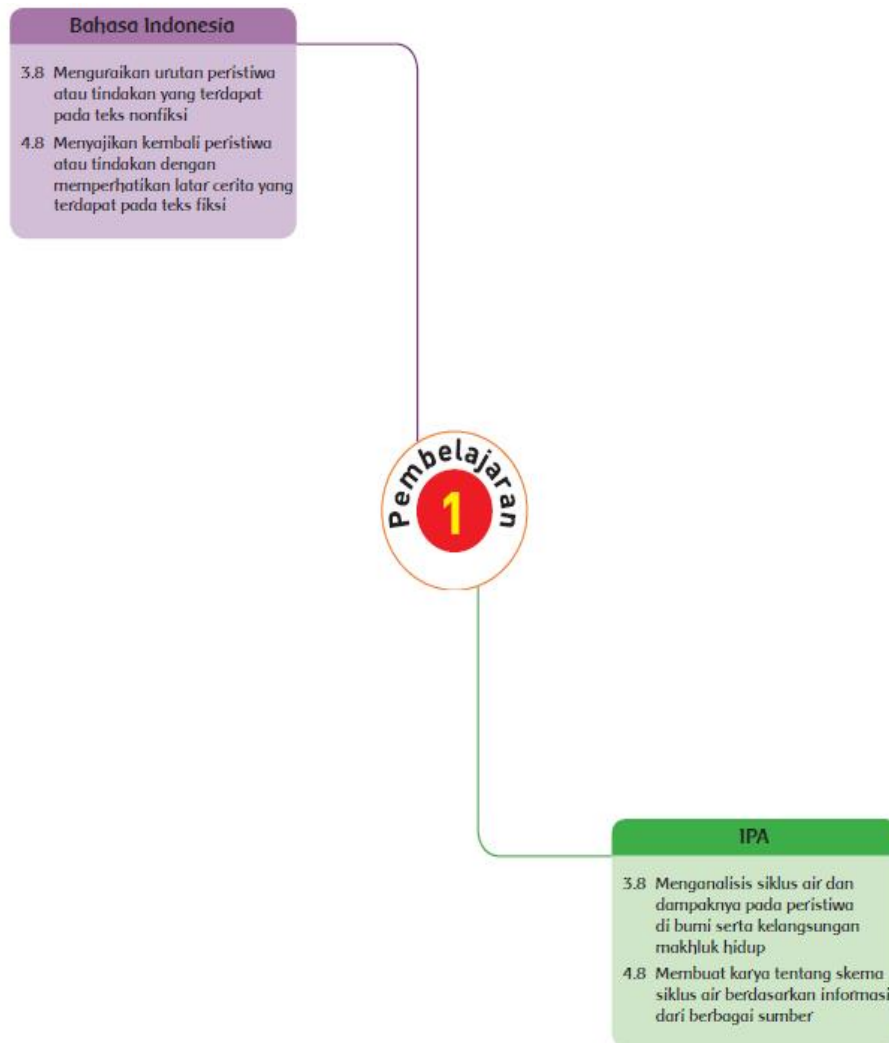 Bahasa Indonesia
3.8 Menguraikan urutan peristiwa
atau tindakan yang terdapat
pada teks nonfiksi
4.8 Menyajikan kembali peristiwa
atau tindakan dengan
memperhatikan latar cerita yang
terdapat pada teks fiksi
Pembelajaran
1
IPA
3.8 Menganalisis siklus air dan
dampaknya pada peristiwa
di bumi serta kelangsungan
makhluk hidup
4.8 Membuat karya tentang skema
siklus air berdasarkan informasi
dari berbagai sumber